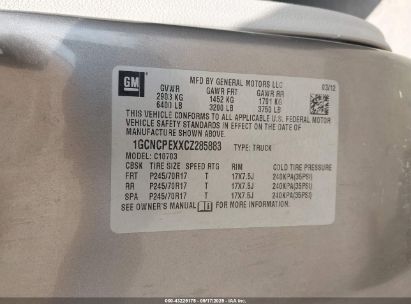 GM
MFD BY GENERAL MOTORS LLC
03/12
GVWR GAWR FRT GAWR RR
2903 KG 1452 KG 1701 KG
6400 LB 3200 LB 3750 LB
THIS VEHICLE CONFORMS TO ALL APPLICABLE U.S. FEDERAL MOTOR
VEHICLE SAFETY STANDARDS IN EFFECT ON THE DATE OF
MANUFACTURE SHOWN ABOVE.
1GCNCPEXXCZ285883 TYPE: TRUCK
MODEL: C10703
TIRE SIZE SPEED RTG RIM COLD TIRE PRESSURE
FRT P245/70R17 T 17X7.5J 240KPA(35PSI)
RR P245/70R17 T 17X7.5J 240KPA(35PSI)
SPA P245/70R17 T 17X7.5J 240KPA(35PSI)
SEE OWNER'S MANUAL FOR MORE INFORMATION.